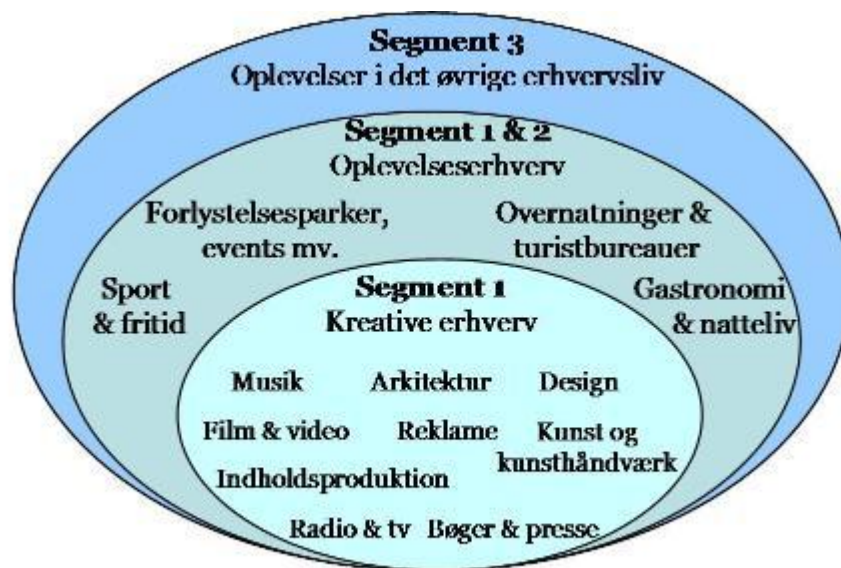 Segment 3
Oplevelser i det øvrige erhvervsliv
Segment 1 & 2
Oplevelseserhverv
Forlystelsesparker,
events mv.
Overnatninger &
turistbureauer
Sport
& fritid
Gastronomi
& natteliv
Segment 1
Kreative erhverv
Musik
Arkitektur
Design
Film & video
Reklame
Kunst og
kunsthåndværk
Indholdsproduktion
Radio & tv
Bøger & presse